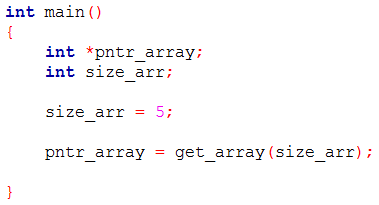 int main()
{
    int *pntr_array;
    int size_arr;

    size_arr = 5;

    pntr_array = get_array(size_arr);

}